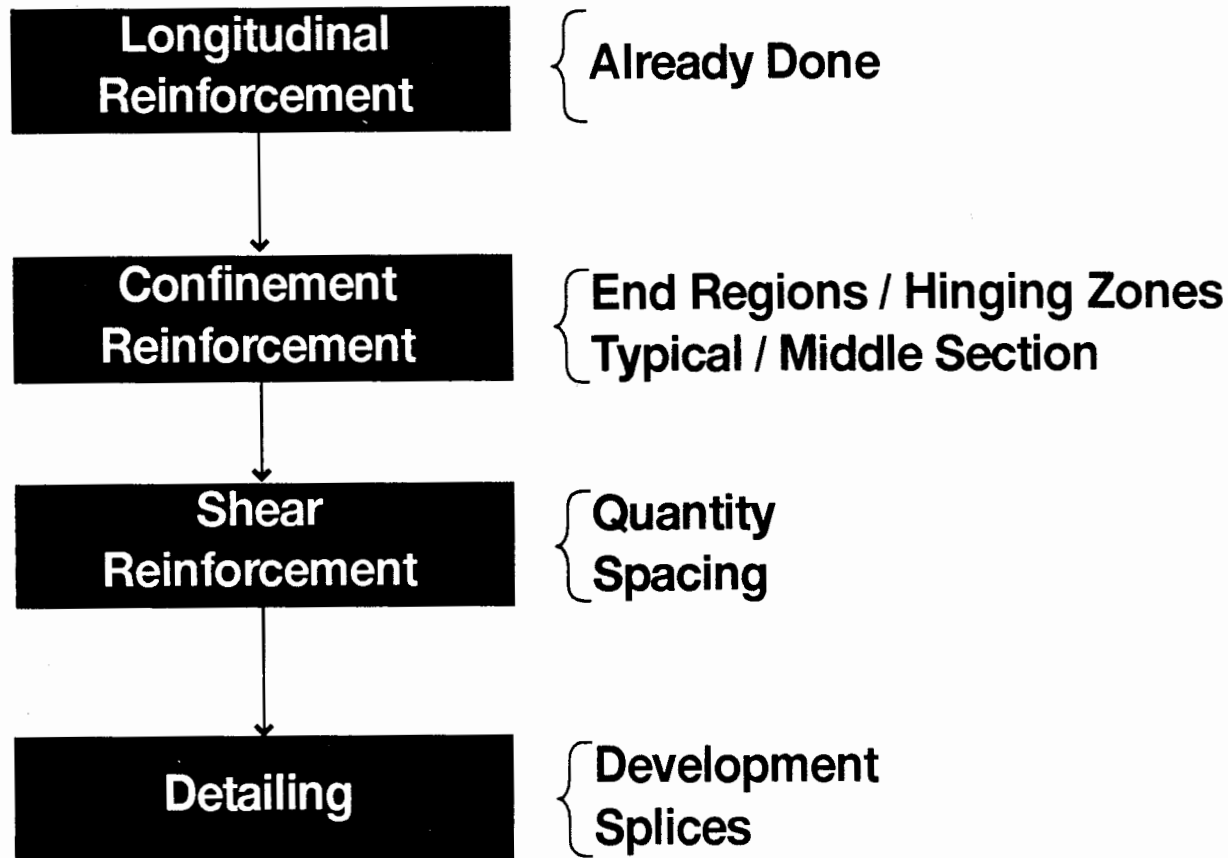 Longitudinal
Reinforcement
Already Done
Confinement
Reinforcement
End Regions / Hinging Zones
Typical / Middle Section
Shear
Reinforcement
Quantity
Spacing
Detailing
Development
Splices